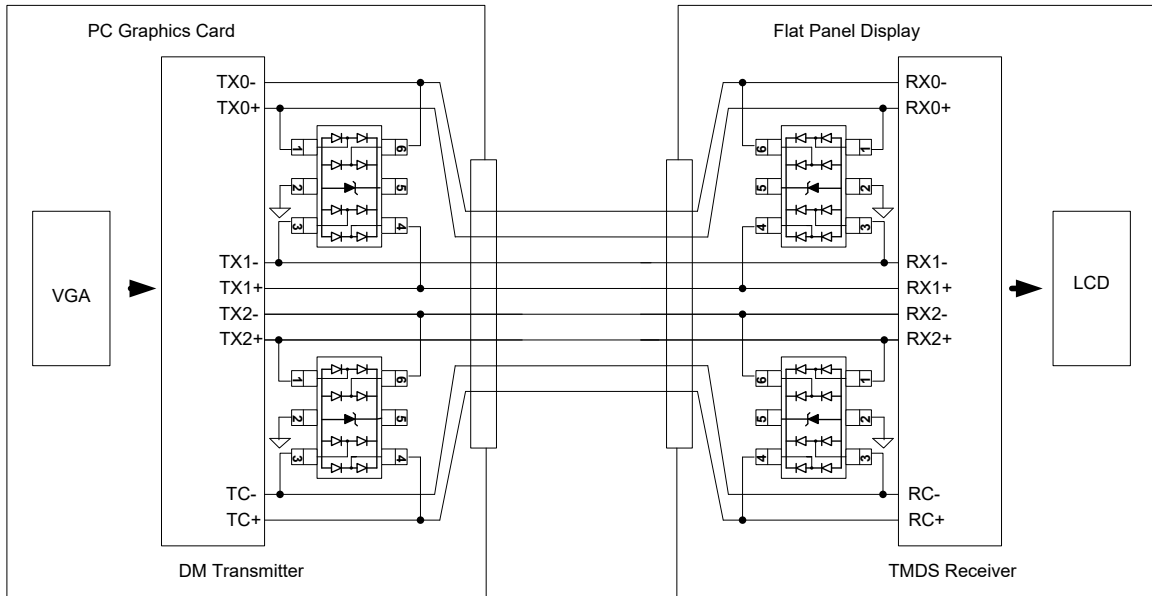 PC Graphics Card
Flat Panel Display
TX0-
TX0+
1
2
3
6
5
4
TX1-
TX1+
TX2-
TX2+
1
2
3
6
5
4
TC-
TC+
DM Transmitter
VGA
RX0-
RX0+
6
5
4
1
2
3
RX1-
RX1+
RX2-
RX2+
6
5
4
1
2
3
RC-
RC+
TMDS Receiver
LCD